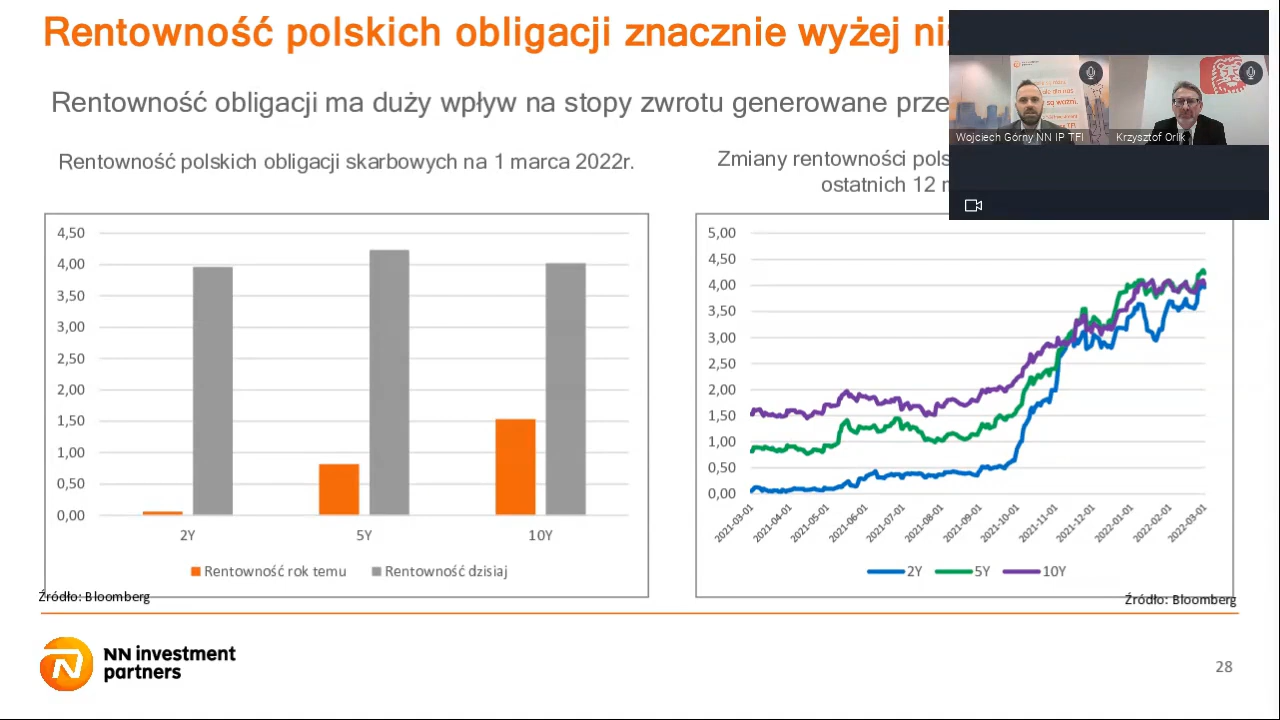 Rentowność polskich obligacji znacznie wyżej
Rentowność obligacji ma duży wpływ na stopy zwrotu generowane
Wojciech Górny NN IP TFI
Krzysztof Orlik
Rentowność polskich obligacji skarbowych na 1 marca 2022r.
4,50
4,00
3,50
3,00
2,50
2,00
1,50
1,00
0,50
0,00
2Y 5Y 10Y
Rentowność rok temu Rentowność dzisiaj
Źródło: Bloomberg
Zmiany rentowności
ostatnich 12
5,00
4,50
4,00
3,50
3,00
2,50
2,00
1,50
1,00
0,50
0,00
2021-03-01 2021-04-01 2021-05-01 2021-06-01 2021-07-01 2021-08-01 2021-09-01 2021-10-01 2021-11-01 2021-12-01 2022-01-01 2022-02-01 2022-03-01
2Y 5Y 10Y
Źródło: Bloomberg
NN investment
partners
28